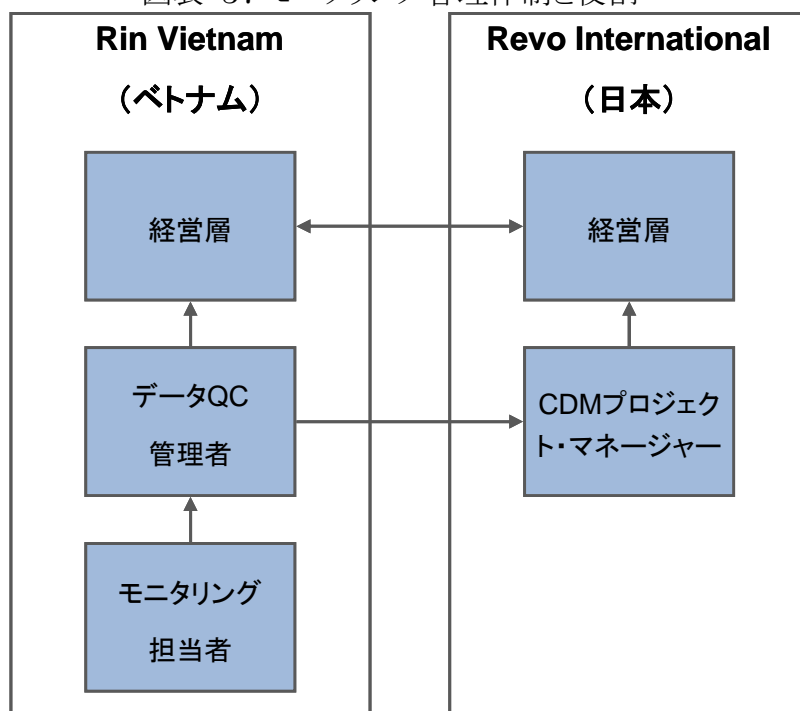 Rin Vietnam
（ベトナム）
経営層
データQC
管理者
モニタリング
担当者
Revo International
（日本）
経営層
CDMプロジェク
ト・マネージャー